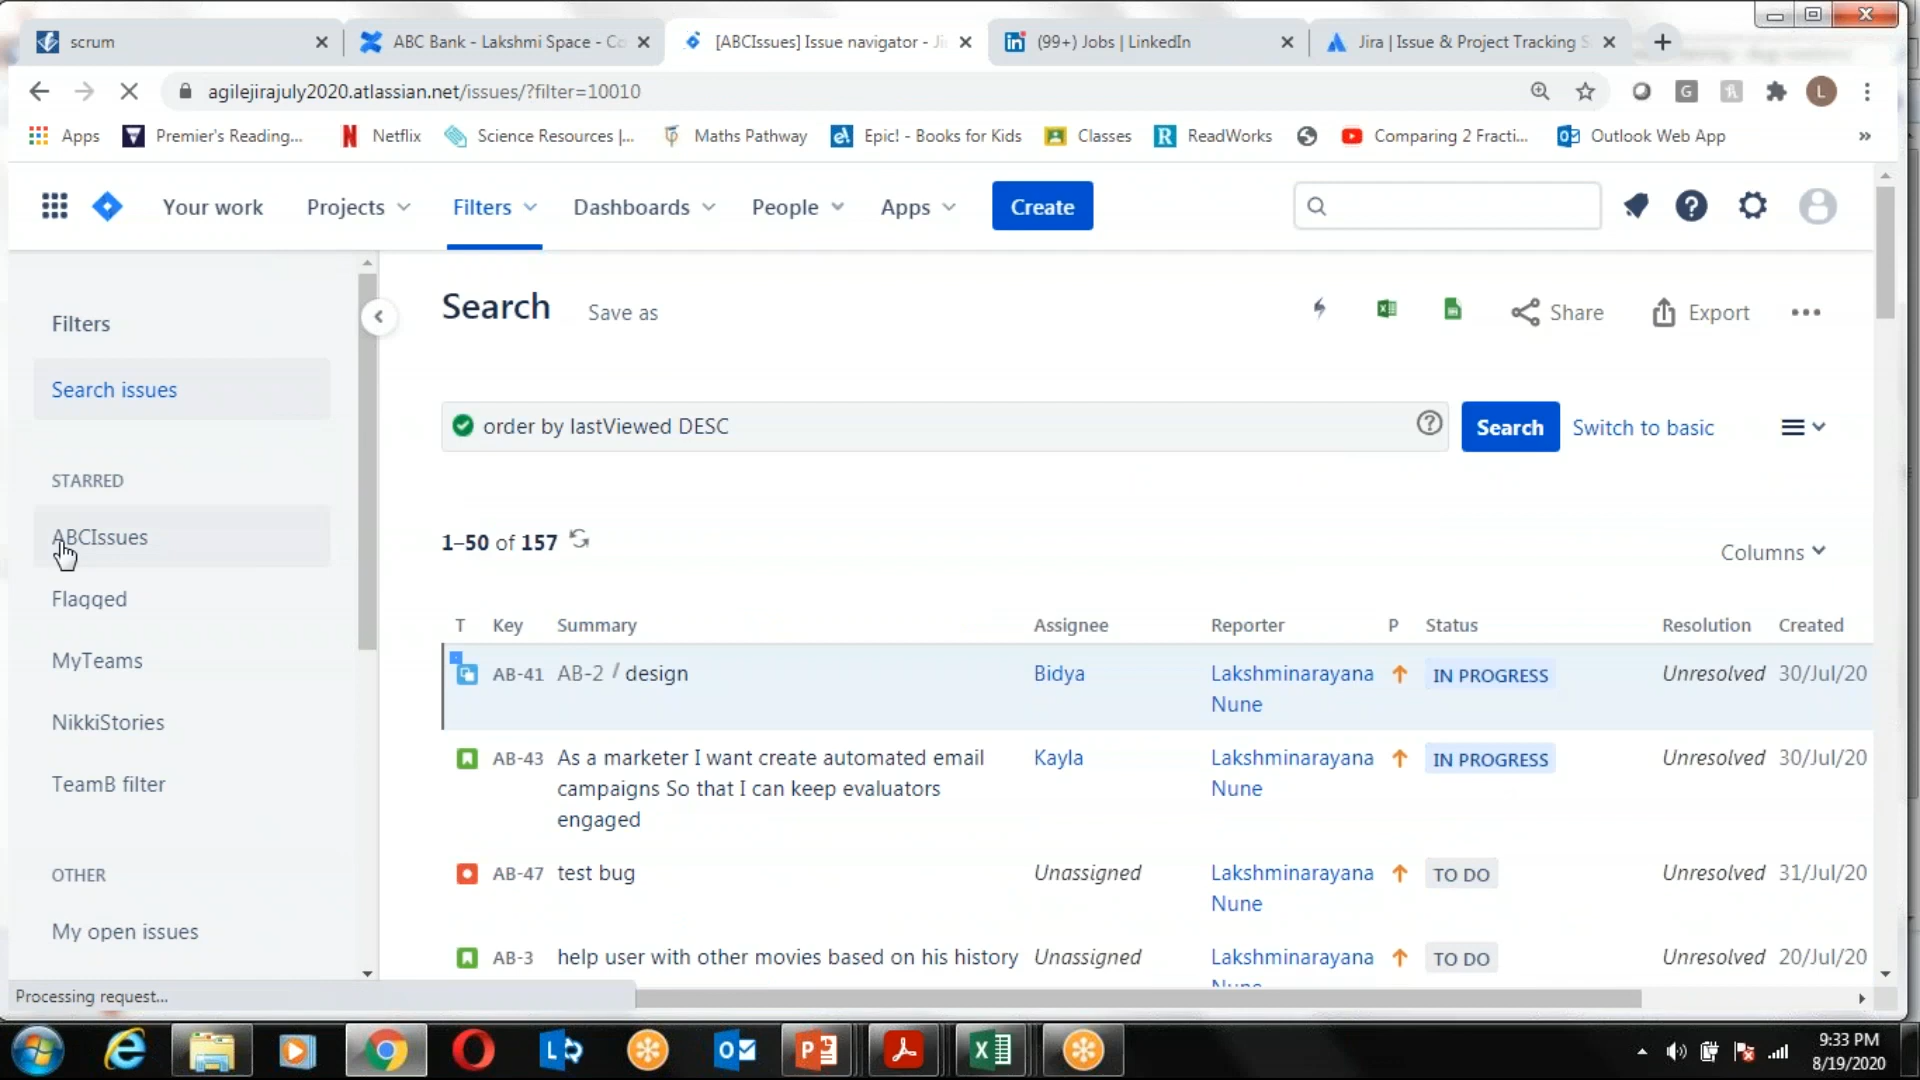 scrum
ABC Bank - Lakshmi Space - Co
[ABCIssues] Issue navigator - Ji
(99+) Jobs | LinkedIn
Jira | Issue & Project Tracking S
agilejirajuly2020.atlassian.net/issues/?filter=10010
L
Apps
Premier's Reading...
Netflix
Science Resources |...
Maths Pathway
Epic! - Books for Kids
Classes
ReadWorks
Comparing 2 Fracti...
Outlook Web App
»
Your work
Projects
Filters
Dashboards
People
Apps
Create
Filters
Search issues
STARRED
ABCIssues
Flagged
MyTeams
NikkiStories
TeamB filter
OTHER
My open issues
Search
Save as
Share
Export
order by lastViewed DESC
Search
Switch to basic
1–50 of 157
Columns
T Key Summary Assignee Reporter P Status Resolution Created
AB-41 AB-2 / design Bidya Lakshminarayana IN PROGRESS Unresolved 30/Jul/20
Nune
AB-43 As a marketer I want create automated email Kayla Lakshminarayana IN PROGRESS Unresolved 30/Jul/20
campaigns So that I can keep evaluators Nune
engaged
AB-47 test bug Unassigned Lakshminarayana TO DO Unresolved 31/Jul/20
Nune
AB-3 help user with other movies based on his history Unassigned Lakshminarayana TO DO Unresolved 20/Jul/20
Nune
Processing request...
9:33 PM
8/19/2020